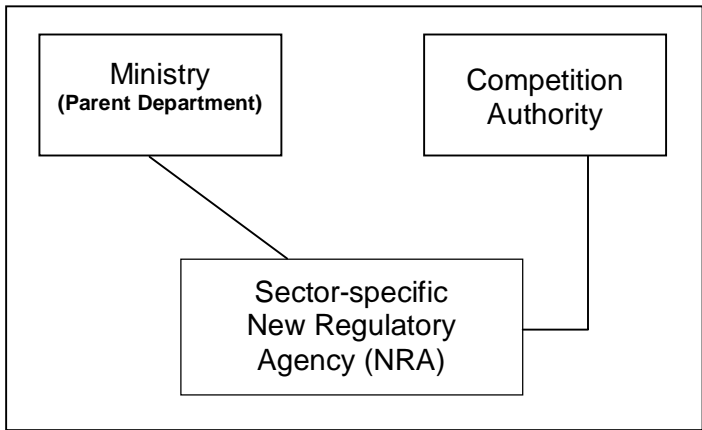 Ministry
(Parent Department)
Competition
Authority
Sector-specific
New Regulatory
Agency (NRA)